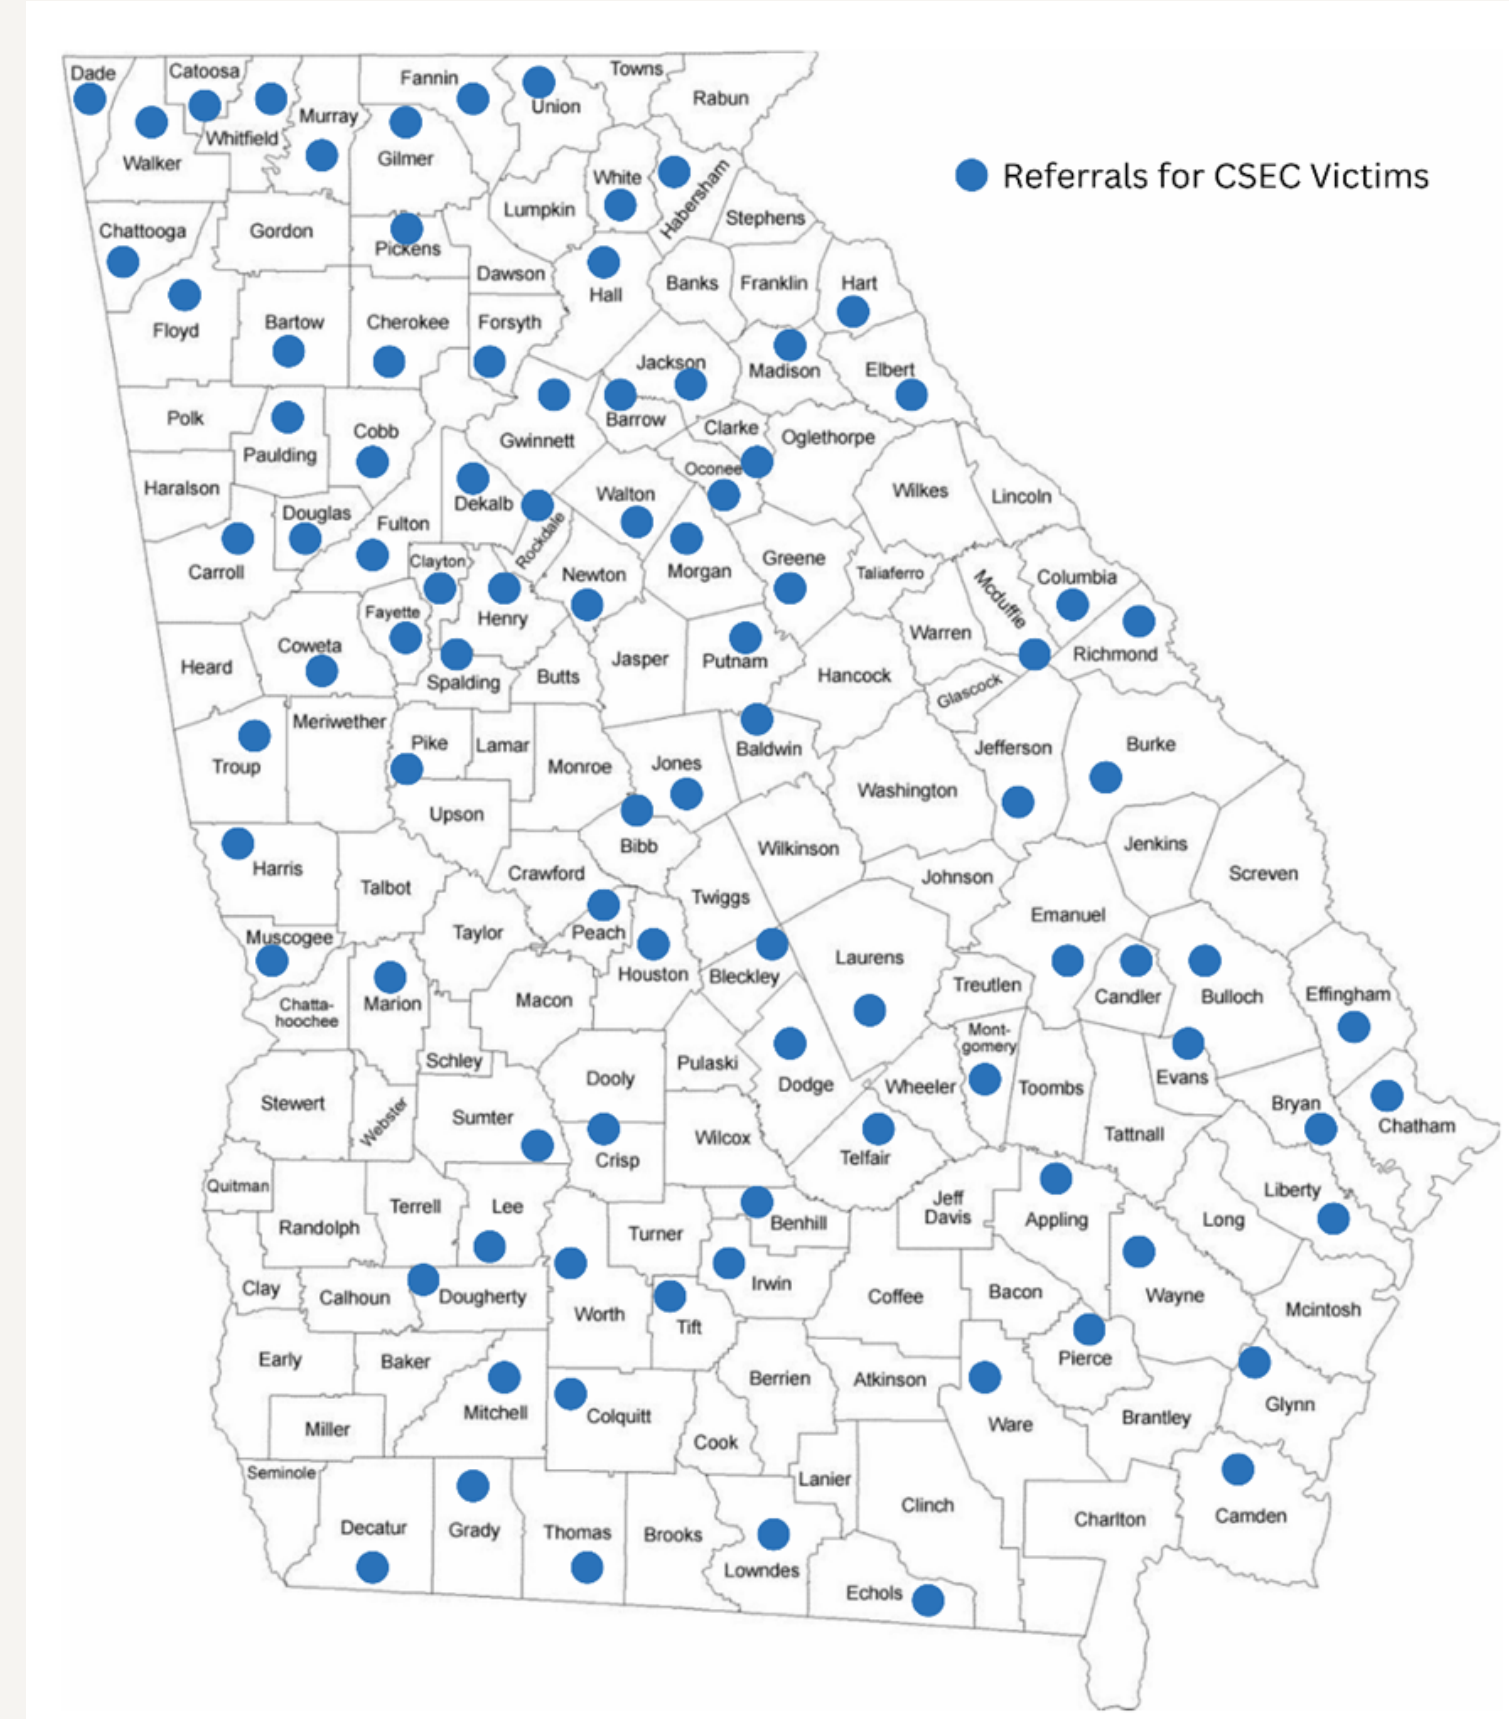 Dade
Catoosa
Fannin
Towns
Union
Rabun
Murray
Whitfield
Walker
Gilmer
Referrals for CSEC Victims
White
Habersham
Lumpkin
Stephens
Chattooga
Gordon
Pickens
Dawson
Banks
Franklin
Hart
Hall
Floyd
Bartow
Cherokee
Forsyth
Jackson
Madison
Elbert
Polk
Barrow
Clarke
Oglethorpe
Cobb
Gwinnett
Paulding
Oconee
Haralson
Wilkes
Lincoln
Walton
Dekalb
Douglas
Fulton
Rockdale
Clayton
Greene
Carroll
Newton
Morgan
Taliaferro
Columbia
Mcduffie
Fayette
Henry
Warren
Coweta
Richmond
Heard
Jasper
Putnam
Butts
Hancock
Spalding
Glascock
Meriwether
Pike
Lamar
Baldwin
Jefferson
Burke
Troup
Monroe
Jones
Washington
Upson
Bibb
Wilkinson
Jenkins
Harris
Crawford
Johnson
Screven
Talbot
Twiggs
Emanuel
Muscogee
Taylor
Peach
Laurens
Houston
Bleckley
Treutlen
Candler
Bulloch
Effingham
Chatta-
hoochee
Marion
Macon
Mont-
gomery
Schley
Pulaski
Dooly
Dodge
Wheeler
Toombs
Evans
Stewert
Webster
Sumter
Bryan
Chatham
Wilcox
Tattnall
Crisp
Telfair
Quitman
Liberty
Terrell
Lee
Jeff
Davis
Randolph
Turner
Benhill
Appling
Long
Clay
Calhoun
Dougherty
Irwin
Coffee
Bacon
Wayne
Mcintosh
Worth
Tift
Early
Baker
Pierce
Berrien
Atkinson
Mitchell
Colquitt
Glynn
Miller
Ware
Brantley
Cook
Seminole
Lanier
Clinch
Charlton
Camden
Decatur
Grady
Thomas
Brooks
Lowndes
Echols